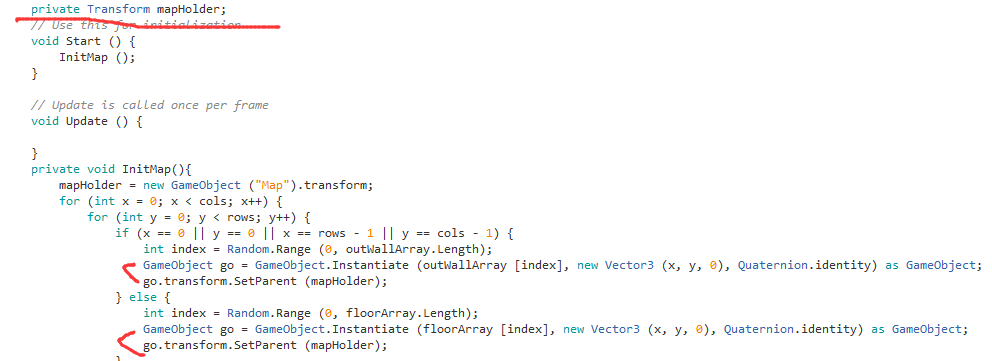 private Transform mapHolder;
// Use this for initialization
void Start () {
InitMap ();
}
// Update is called once per frame
void Update () {
}
private void InitMap(){
mapHolder = new GameObject ("Map").transform;
for (int x = 0; x < cols; x++) {
for (int y = 0; y < rows; y++) {
if (x == 0 || y == 0 || x == rows - 1 || y == cols - 1) {
int index = Random.Range (0, outWallArray.Length);
GameObject go = GameObject.Instantiate (outWallArray [index], new Vector3 (x, y, 0), Quaternion.identity) as GameObject;
go.transform.SetParent (mapHolder);
} else {
int index = Random.Range (0, floorArray.Length);
GameObject go = GameObject.Instantiate (floorArray [index], new Vector3 (x, y, 0), Quaternion.identity) as GameObject;
go.transform.SetParent (mapHolder);